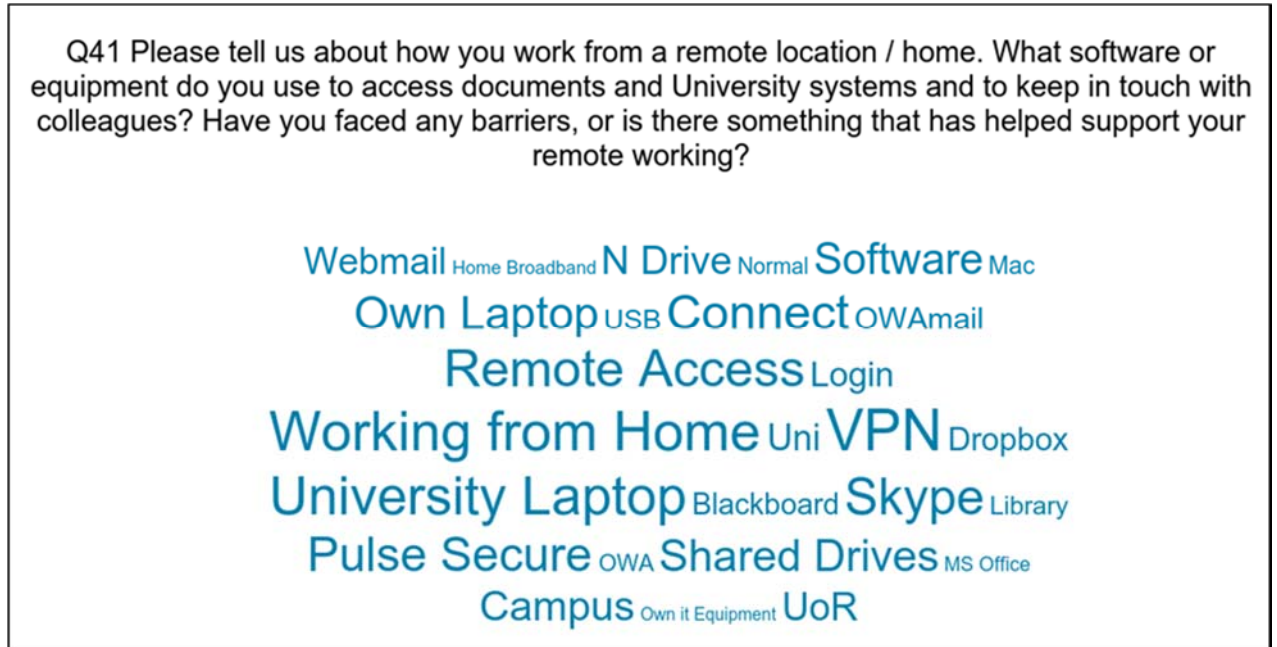 Q41 Please tell us about how you work from a remote location / home. What software or
equipment do you use to access documents and University systems and to keep in touch with
colleagues? Have you faced any barriers, or is there something that has helped support your
remote working?
Webmail Home Broadband N Drive Normal Software Mac
Own Laptop USB Connect OWAmail
Remote Access Login
Working from Home Uni VPN Dropbox
University Laptop Blackboard Skype Library
Pulse Secure OWA Shared Drives MS Office
Campus Own it Equipment UoR